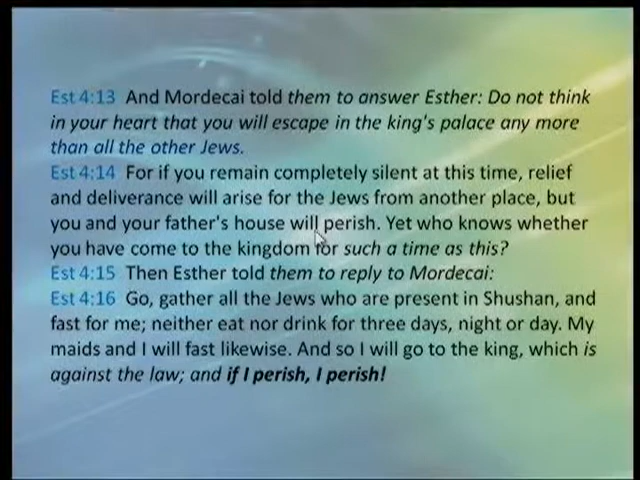 Est 4:13 And Mordecai told them to answer Esther: Do not think
in your heart that you will escape in the king's palace any more
than all the other Jews.
Est 4:14 For if you remain completely silent at this time, relief
and deliverance will arise for the Jews from another place, but
you and your father's house will perish. Yet who knows whether
you have come to the kingdom for such a time as this?
Est 4:15 Then Esther told them to reply to Mordecai:
Est 4:16 Go, gather all the Jews who are present in Shushan, and
fast for me; neither eat nor drink for three days, night or day. My
maids and I will fast likewise. And so I will go to the king, which is
against the law; and if I perish, I perish!